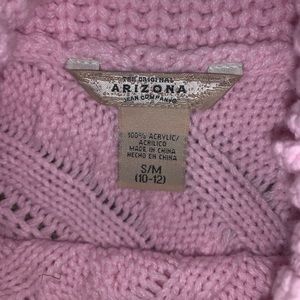 THE ORIGINAL
ARIZONA
JEAN COMPANY
100% ACRYLIC/
ACRILICO
MADE IN CHINA
HECHO EN CHINA
S/M
(10-12)